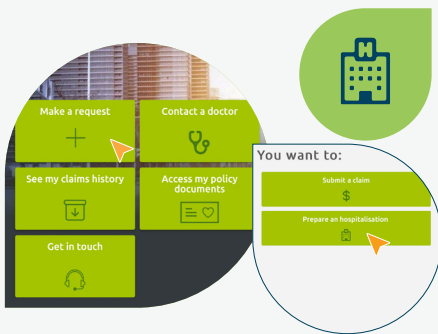 Make a request
Contact a doctor
See my claims history
Access my policy
documents
Get in touch
H
You want to:
Submit a claim
$
Prepare an hospitalisation